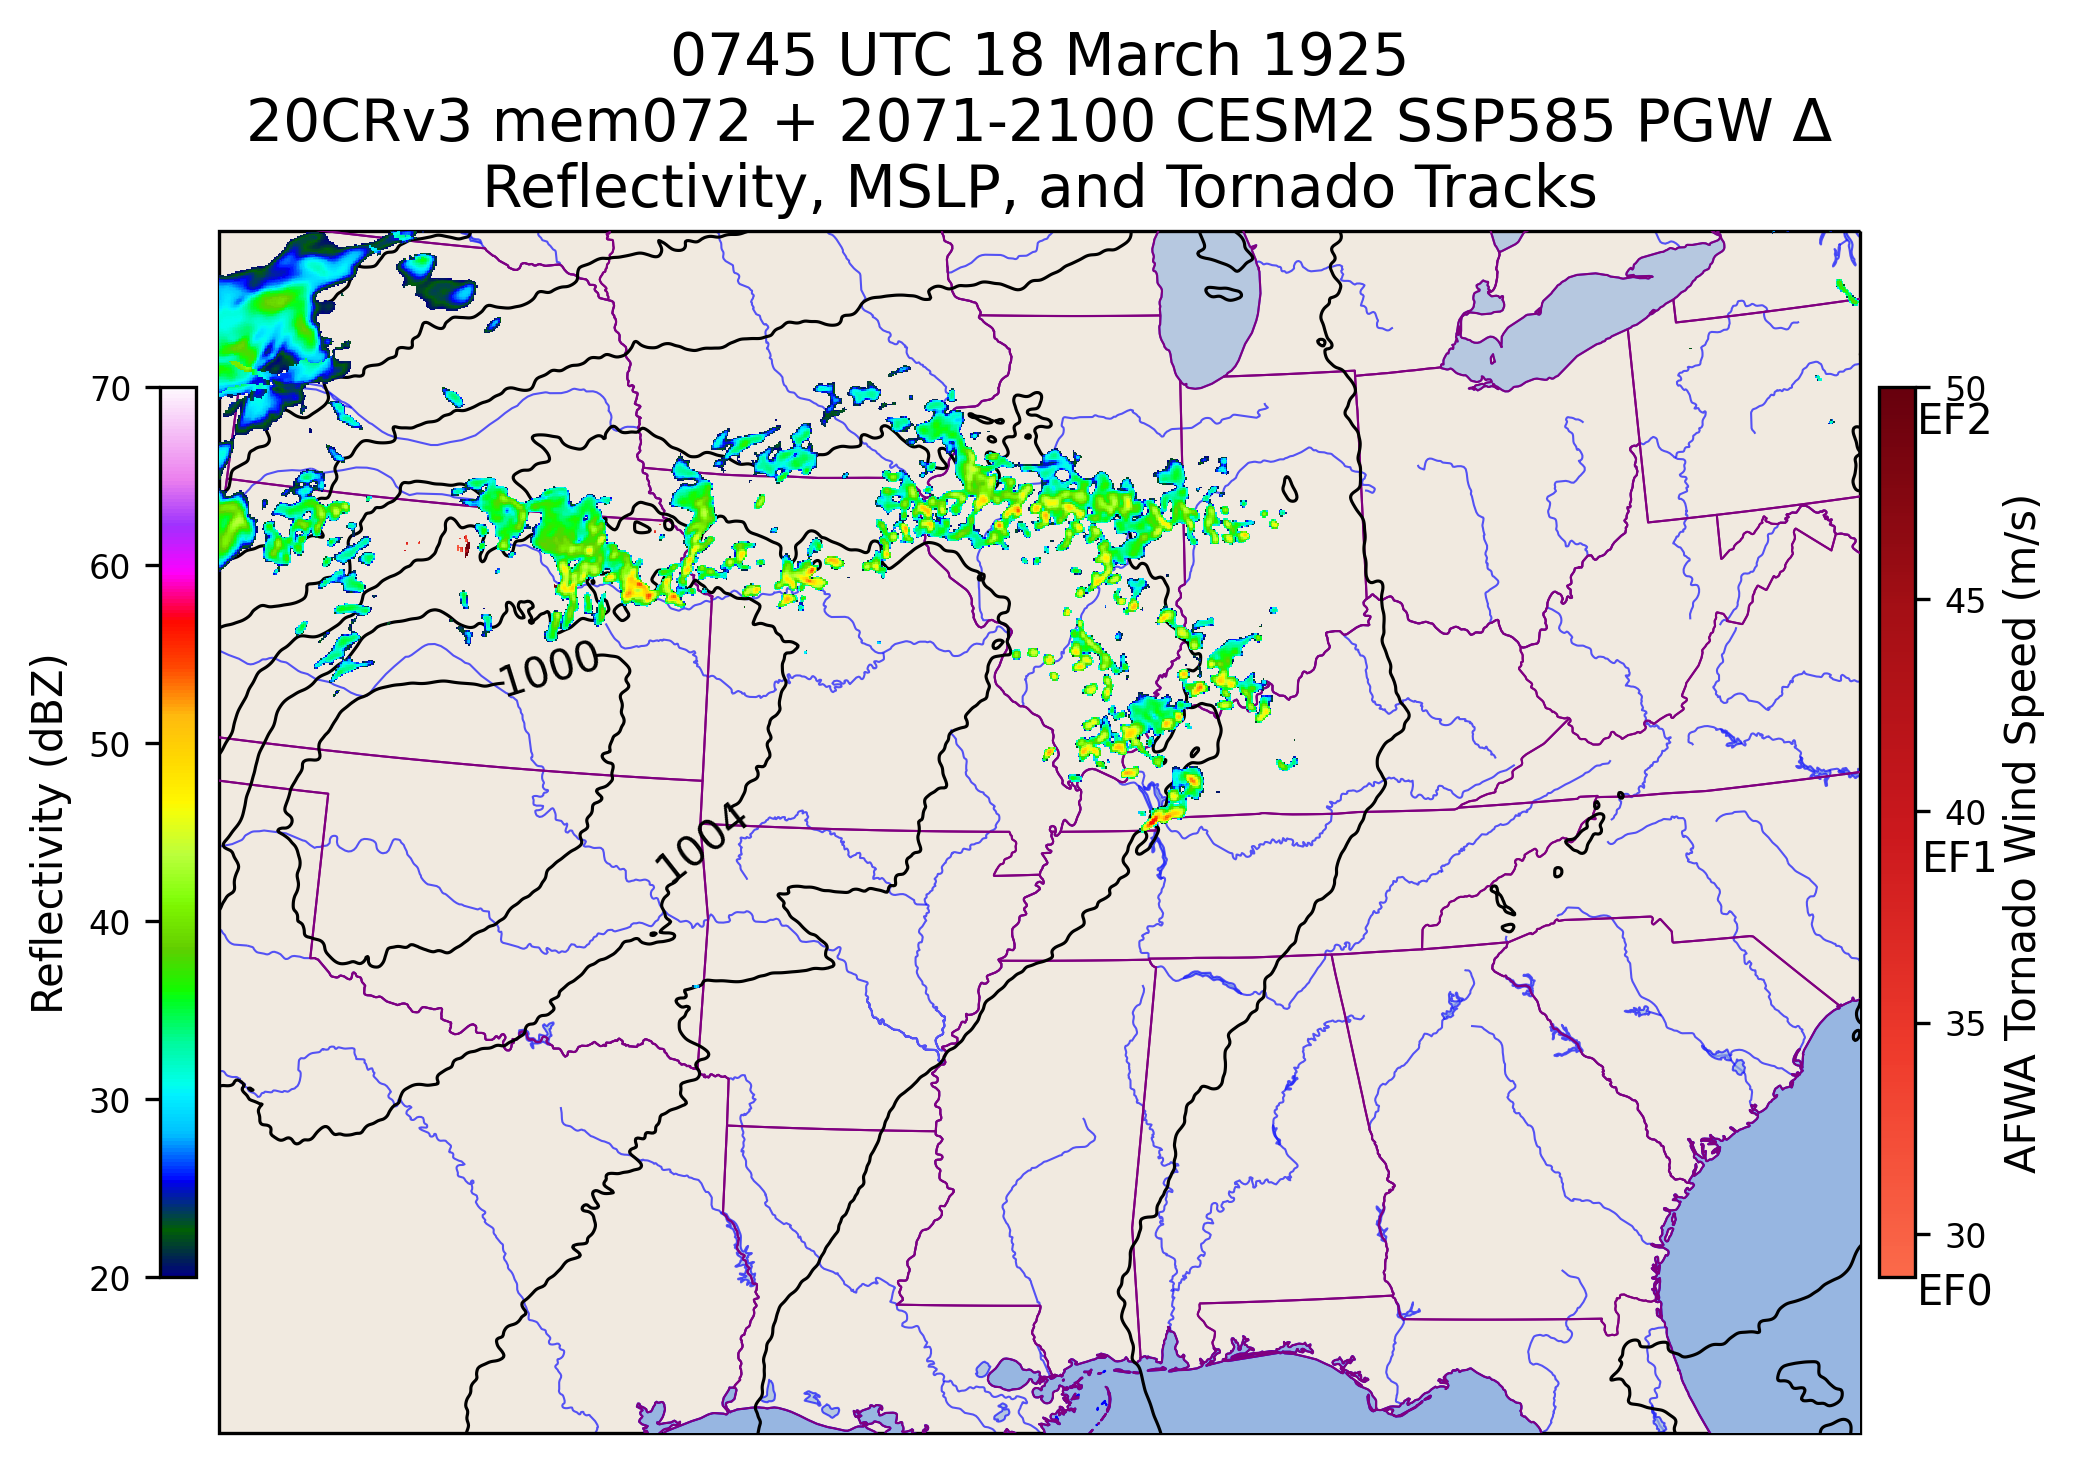 0745 UTC 18 March 1925
20CRv3 mem072 + 2071-2100 CESM2 SSP585 PGW Δ
Reflectivity, MSLP, and Tornado Tracks
70
60
50
40
30
20
Reflectivity (dBZ)
1000
1004
50
EF2
45
40
EF1
35
30
EF0
AFWA Tornado Wind Speed (m/s)